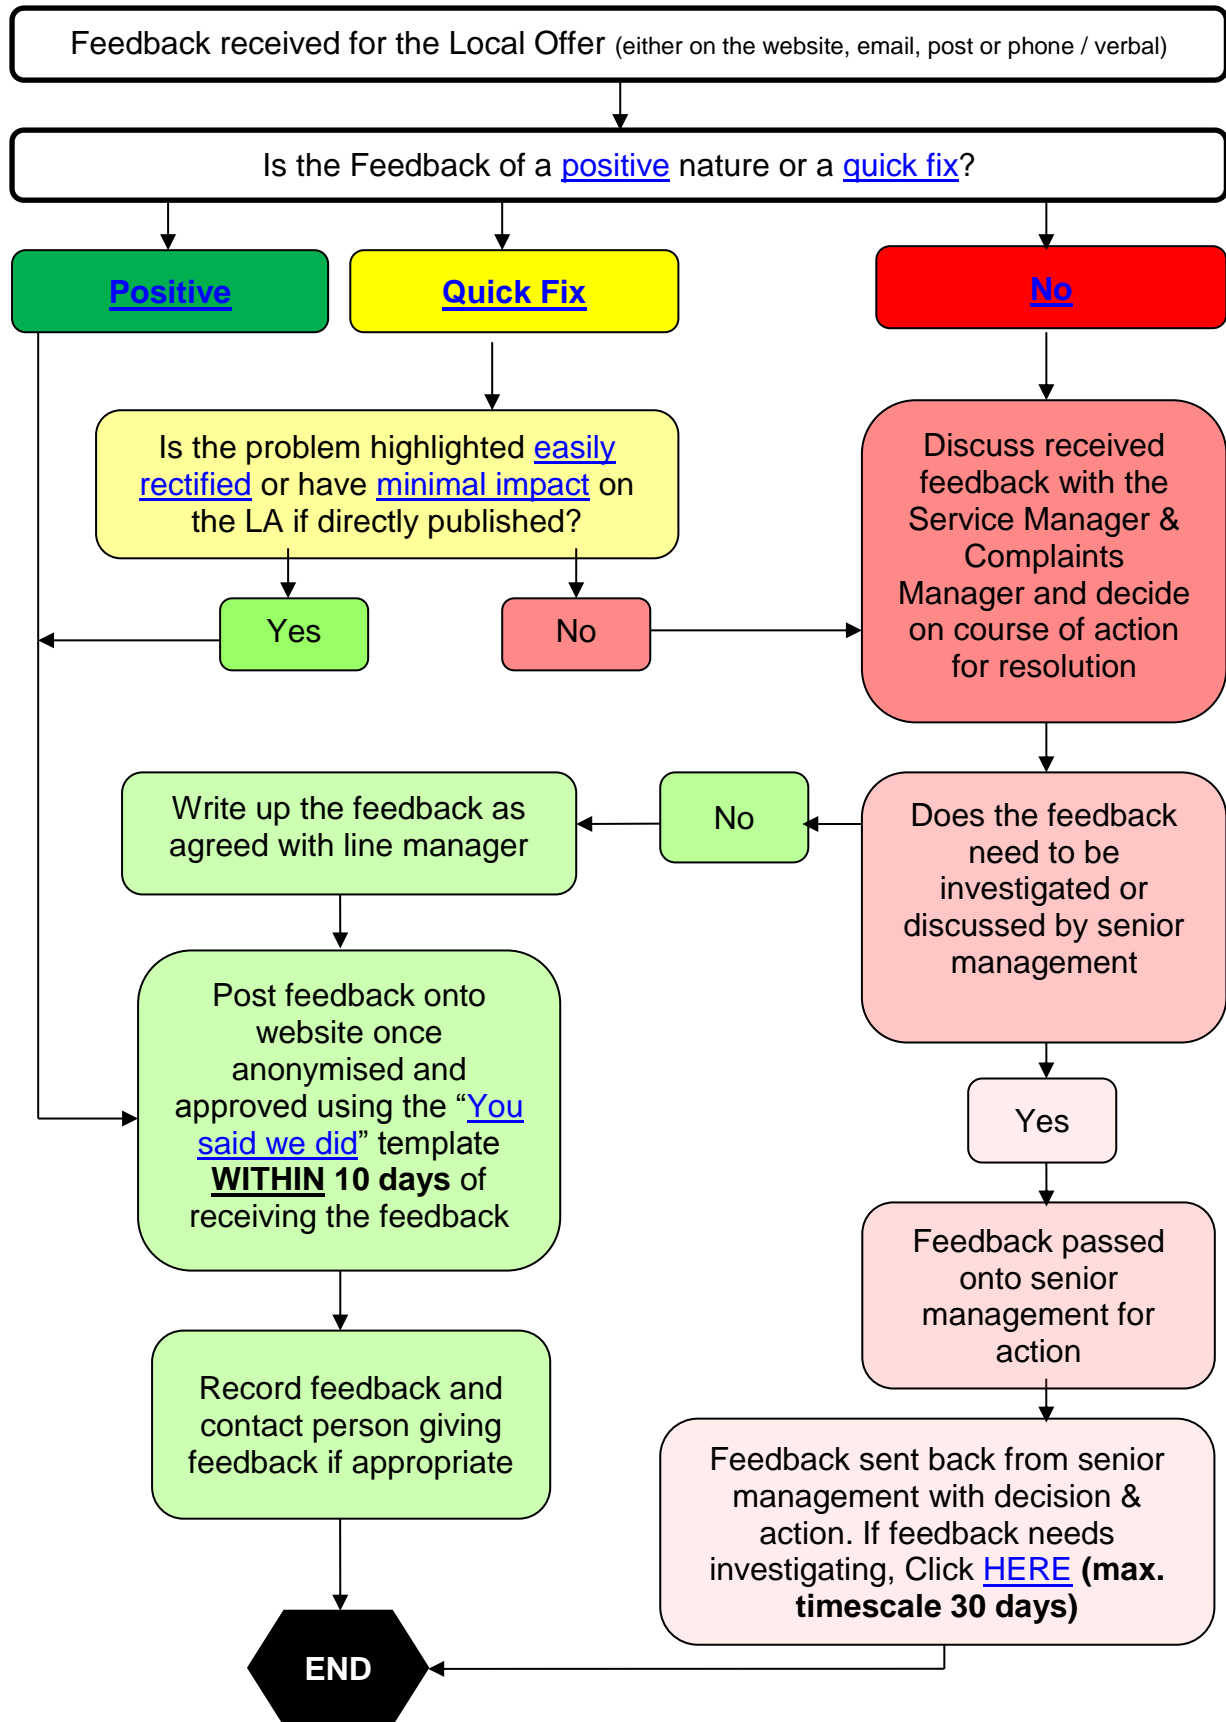 Feedback received for the Local Offer (either on the website, email, post or phone / verbal)
Is the Feedback of a positive nature or a quick fix?
Positive
Quick Fix
No
Is the problem highlighted easily
rectified or have minimal impact on
the LA if directly published?
Yes
No
Discuss received
feedback with the
Service Manager &
Complaints
Manager and decide
on course of action
for resolution
Write up the feedback as
agreed with line manager
No
Does the feedback
need to be
investigated or
discussed by senior
management
Post feedback onto
website once
anonymised and
approved using the “You
said we did” template
WITHIN 10 days of
receiving the feedback
Yes
Feedback passed
onto senior
management for
action
Record feedback and
contact person giving
feedback if appropriate
Feedback sent back from senior
management with decision &
action. If feedback needs
investigating, Click HERE (max.
timescale 30 days)
END